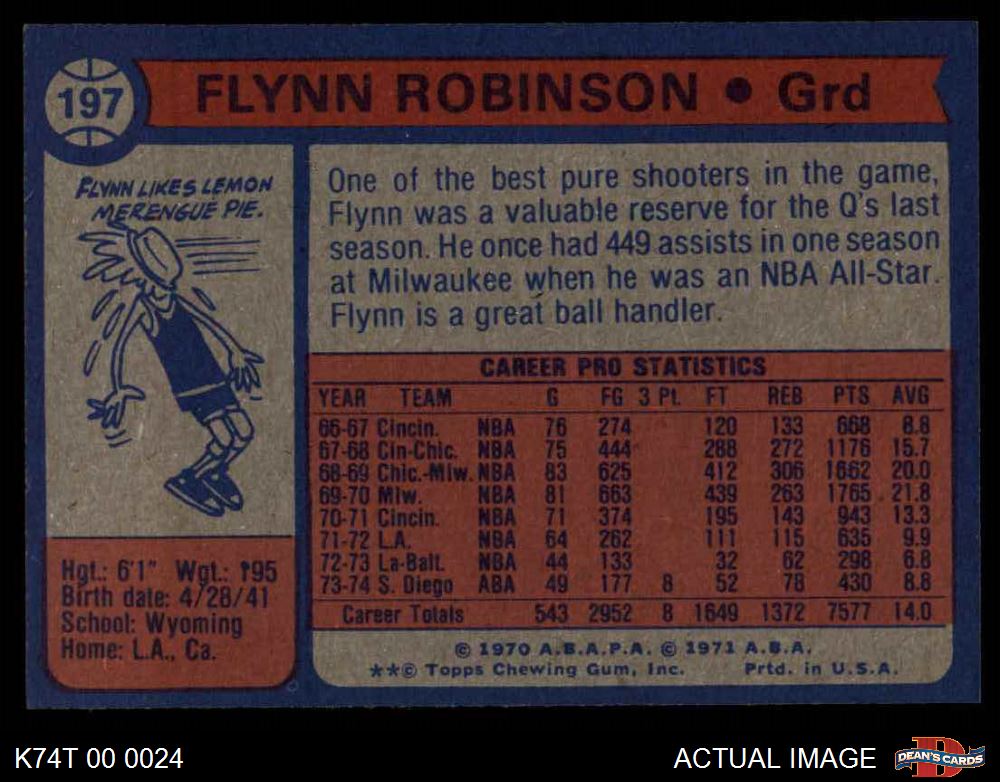 197
FLYNN ROBINSON • Grd
FLYNN LIKES LEMON
MERENGUE PIE.
One of the best pure shooters in the game,
Flynn was a valuable reserve for the Q's last
season. He once had 449 assists in one season
at Milwaukee when he was an NBA All-Star.
Flynn is a great ball handler.
CAREER PRO STATISTICS
YEAR TEAM G FG 3 Pt. FT REB PTS AVG
66-67 Cincin. NBA 76 274 120 133 668 8.8
67-68 Cin-Chic. NBA 75 444 288 272 1176 15.7
68-69 Chic.-Miw. NBA 83 625 412 306 1662 20.0
69-70 Miw. NBA 81 663 439 263 1765 21.8
70-71 Cincin. NBA 71 374 195 143 943 13.3
71-72 L.A. NBA 64 262 111 115 635 9.9
72-73 La-Balt. NBA 44 133 32 62 298 6.8
73-74 S. Diego ABA 49 177 8 52 78 430 8.8
Career Totals 543 2952 8 1649 1372 7577 14.0
Hgt.: 6'1" Wgt.: 195
Birth date: 4/28/41
School: Wyoming
Home: L.A., Ca.
© 1970 A.B.A.P.A. © 1971 A.B.A.
**© Topps Chewing Gum, Inc. Prtd. in U.S.A.
K74T 00 0024
ACTUAL IMAGE
D
DEAN'S CARDS